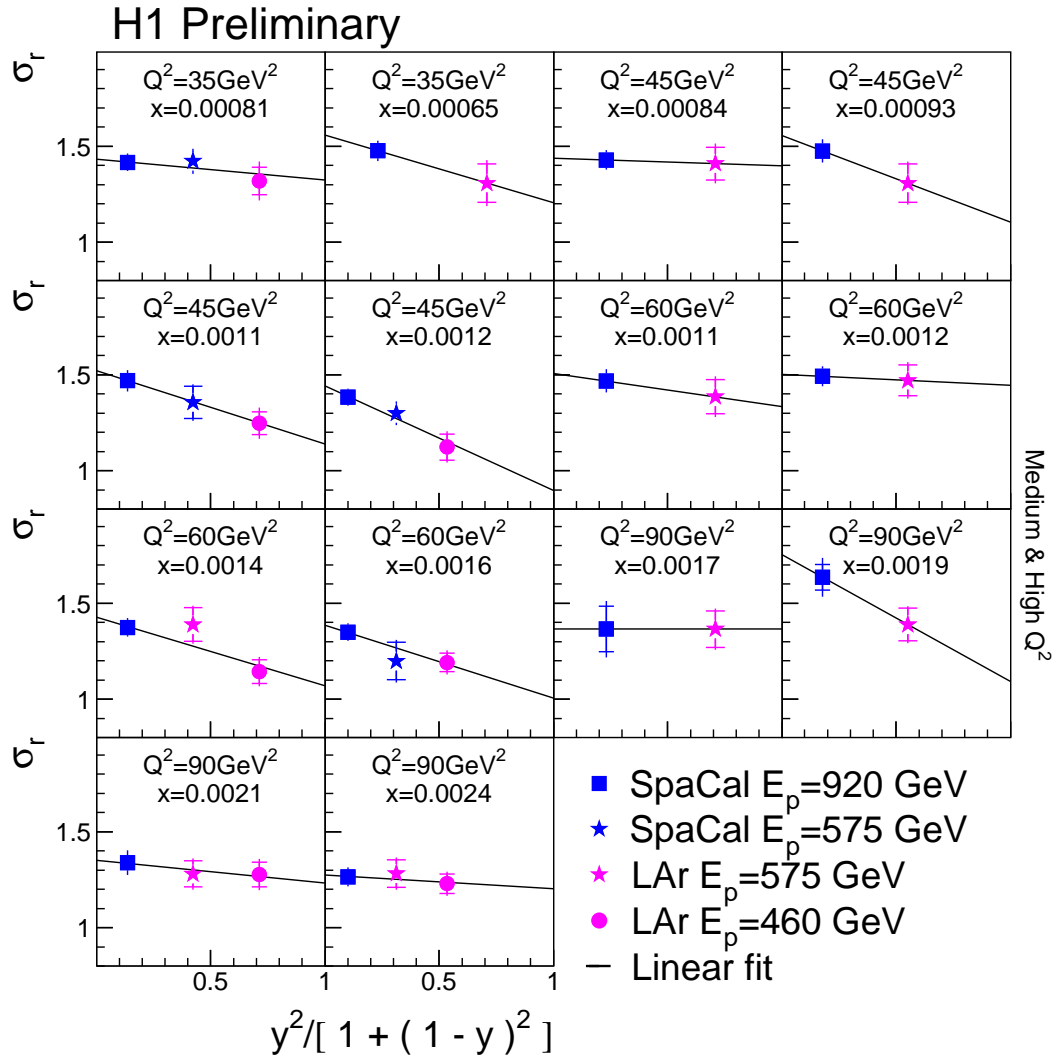 H1 Preliminary
σr
Q²=35GeV²
x=0.00081
Q²=35GeV²
x=0.00065
Q²=45GeV²
x=0.00084
Q²=45GeV²
x=0.00093
1.5
1
σr
Q²=45GeV²
x=0.0011
Q²=45GeV²
x=0.0012
Q²=60GeV²
x=0.0011
Q²=60GeV²
x=0.0012
1.5
1
σr
Q²=60GeV²
x=0.0014
Q²=60GeV²
x=0.0016
Q²=90GeV²
x=0.0017
Q²=90GeV²
x=0.0019
1.5
1
Medium & High Q²
σr
Q²=90GeV²
x=0.0021
Q²=90GeV²
x=0.0024
1.5
1
0.5 1 0.5 1
y²/[ 1 + ( 1 - y )² ]
SpaCal Ep=920 GeV
SpaCal Ep=575 GeV
LAr Ep=575 GeV
LAr Ep=460 GeV
Linear fit